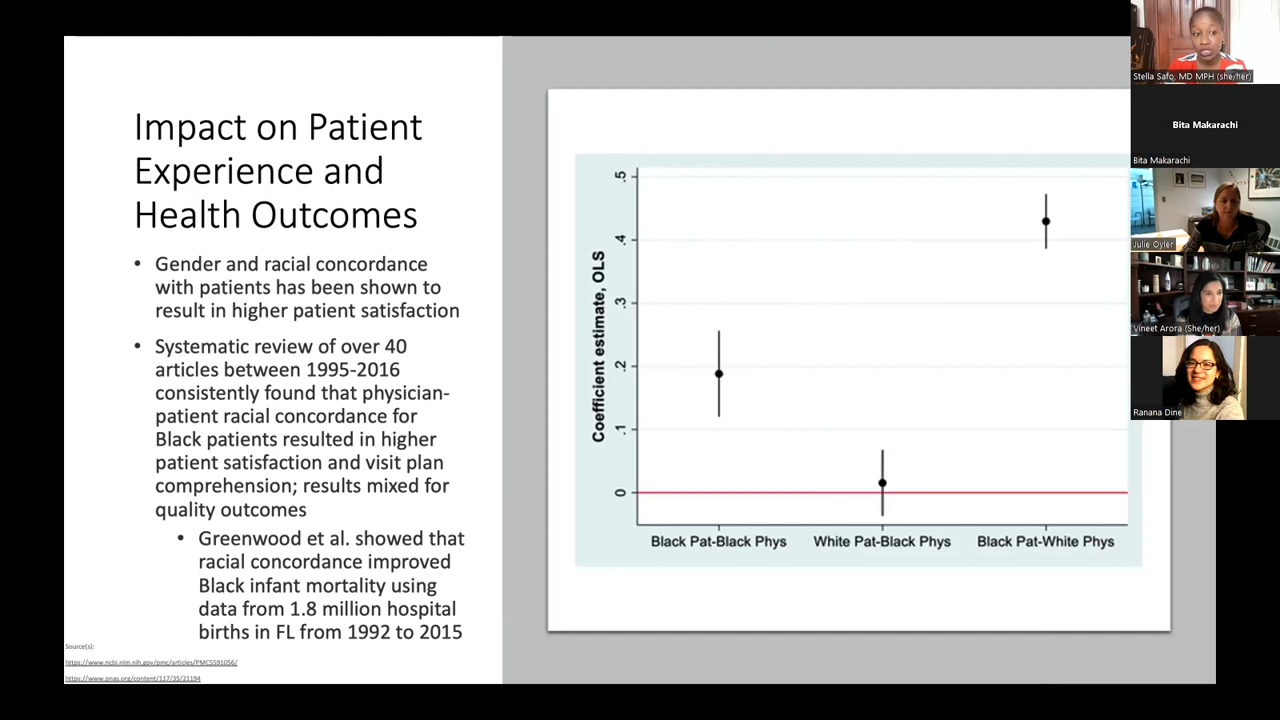 Impact on Patient
Experience and
Health Outcomes
• Gender and racial concordance
with patients has been shown to
result in higher patient satisfaction
• Systematic review of over 40
articles between 1995-2016
consistently found that physician-
patient racial concordance for
Black patients resulted in higher
patient satisfaction and visit plan
comprehension; results mixed for
quality outcomes
• Greenwood et al. showed that
racial concordance improved
Black infant mortality using
data from 1.8 million hospital
births in FL from 1992 to 2015
Source(s):
https://www.ncbi.nlm.nih.gov/pmc/articles/PMC5591056/
https://www.pnas.org/content/117/35/21194
Coefficient estimate, OLS
.5
.4
.3
.2
.1
0
Black Pat-Black Phys
White Pat-Black Phys
Black Pat-White Phys
Stella Safo, MD MPH (she/her)
Bita Makarachi
Bita Makarachi
Julie Oyler
Vineet Arora (She/her)
Ranana Dine